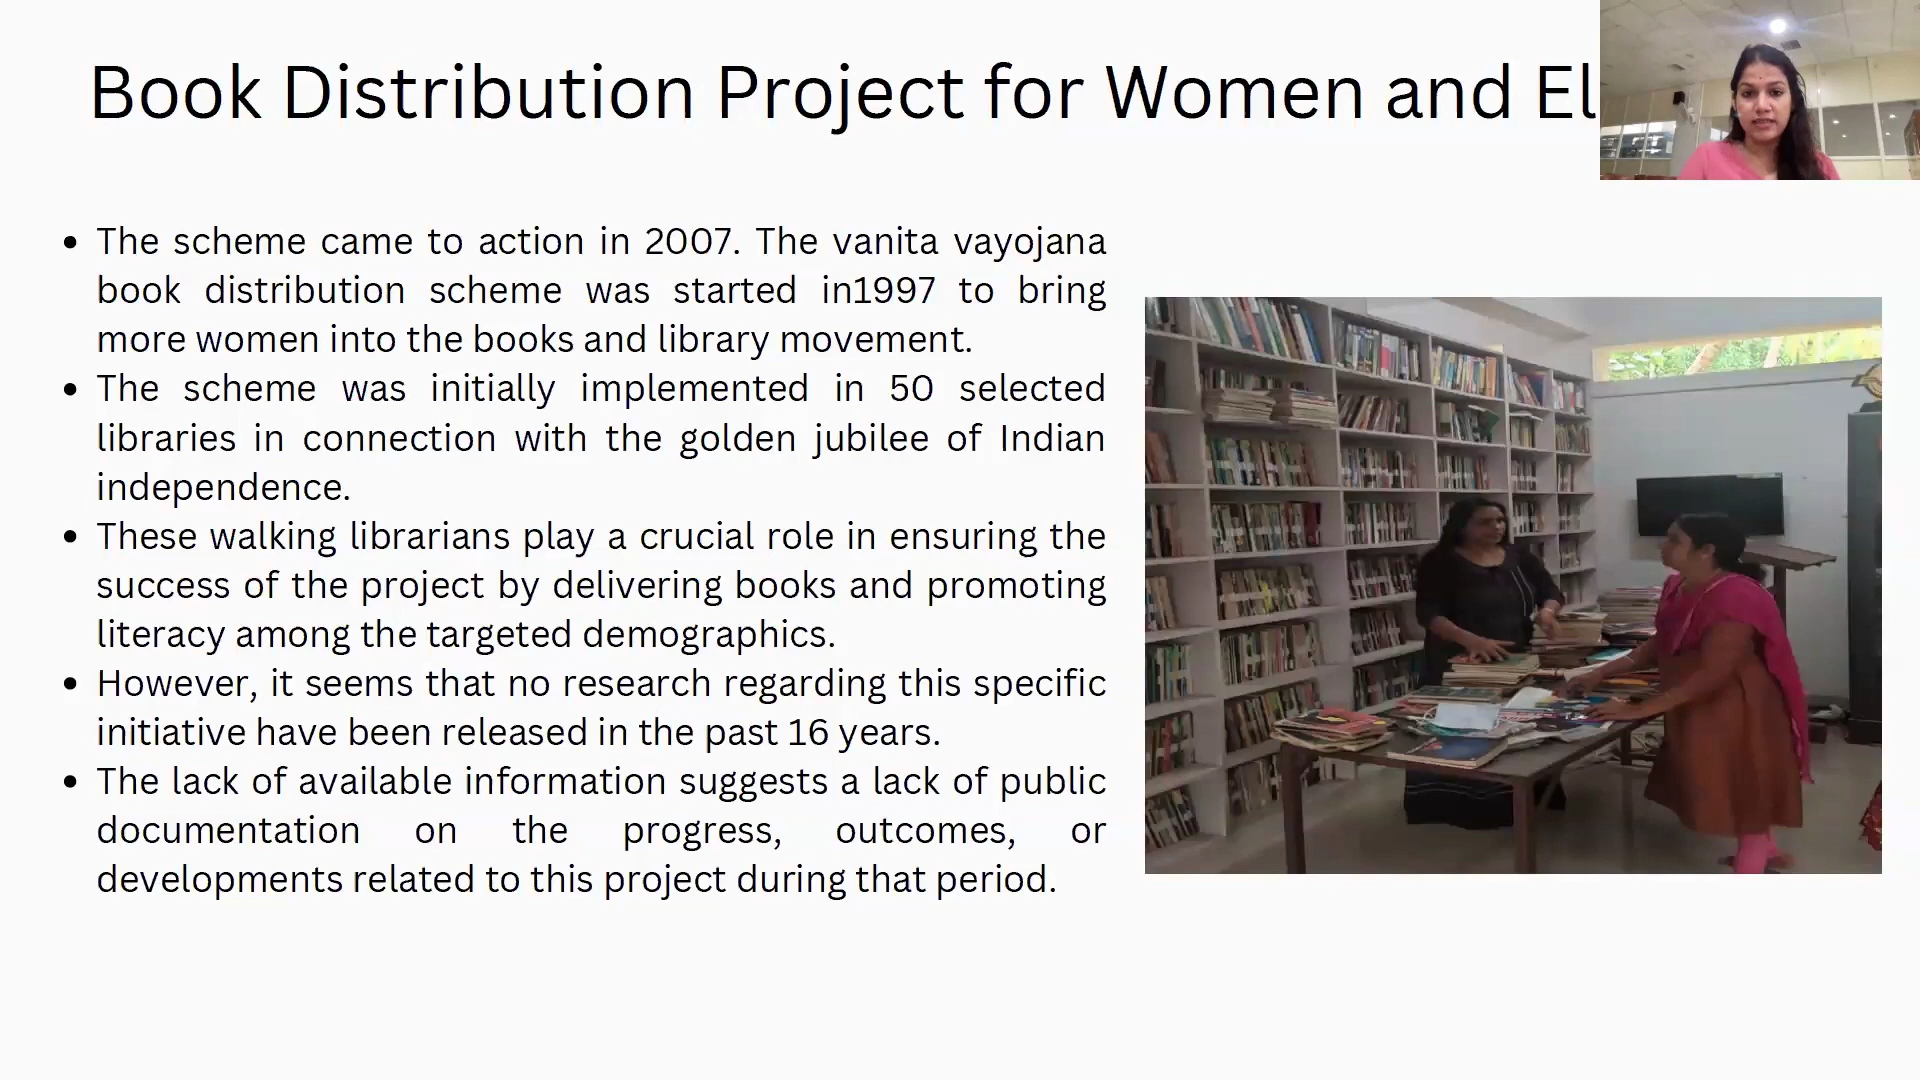 Book Distribution Project for Women and El
• The scheme came to action in 2007. The vanita vayojana
book distribution scheme was started in1997 to bring
more women into the books and library movement.
• The scheme was initially implemented in 50 selected
libraries in connection with the golden jubilee of Indian
independence.
• These walking librarians play a crucial role in ensuring the
success of the project by delivering books and promoting
literacy among the targeted demographics.
• However, it seems that no research regarding this specific
initiative have been released in the past 16 years.
• The lack of available information suggests a lack of public
documentation on the progress, outcomes, or
developments related to this project during that period.